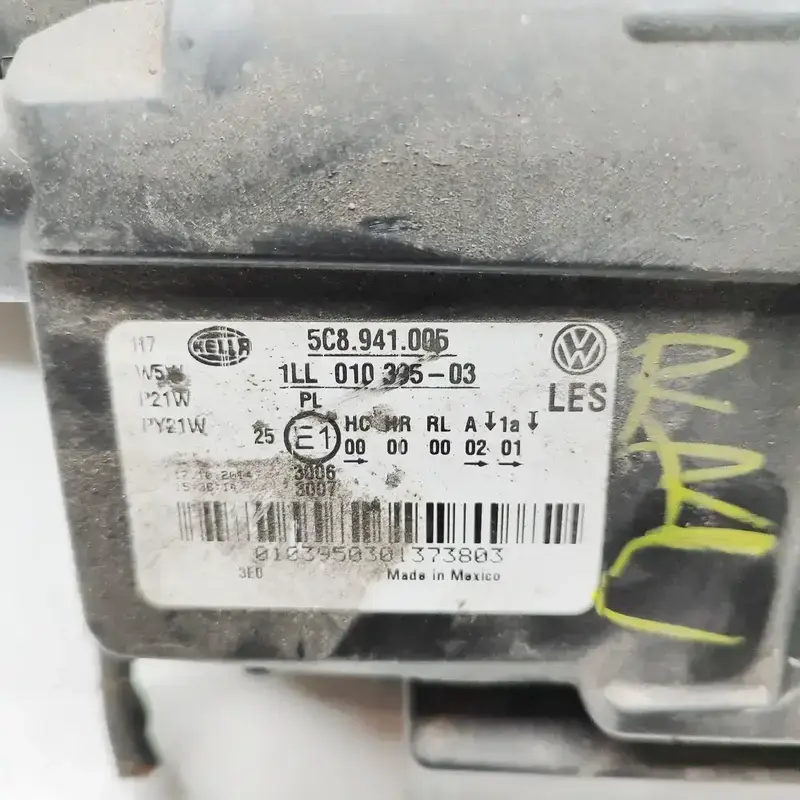 H7 HELLA 5C8.941.005 VW
W5W 1LL 010 395-03
P21W PL LES
PY21W 25 E1 HC HR RL A 1a
00 00 00 02 01
3006
3007
0103950301373803
3E0 Made in Mexico